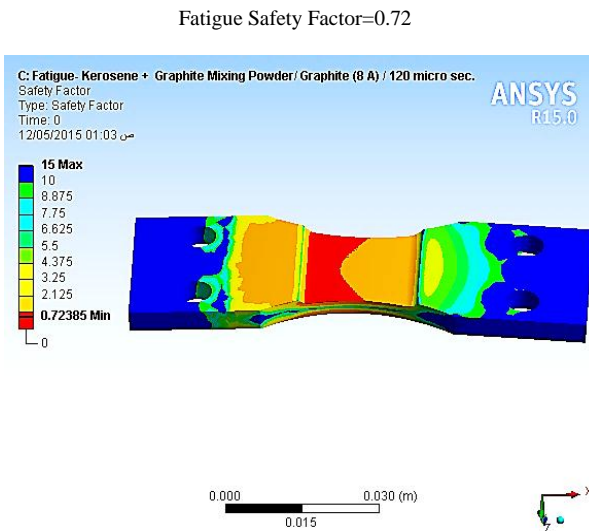 Fatigue Safety Factor=0.72
C: Fatigue- Kerosene + Graphite Mixing Powder/ Graphite (8 A) / 120 micro sec.
Safety Factor
Type: Safety Factor
Time: 0
12/05/2015 01:03 ص
ANSYS
R15.0
15 Max
10
8.875
7.75
6.625
5.5
4.375
3.25
2.125
0.72385 Min
0
0.000
0.030 (m)
0.015
X
Z